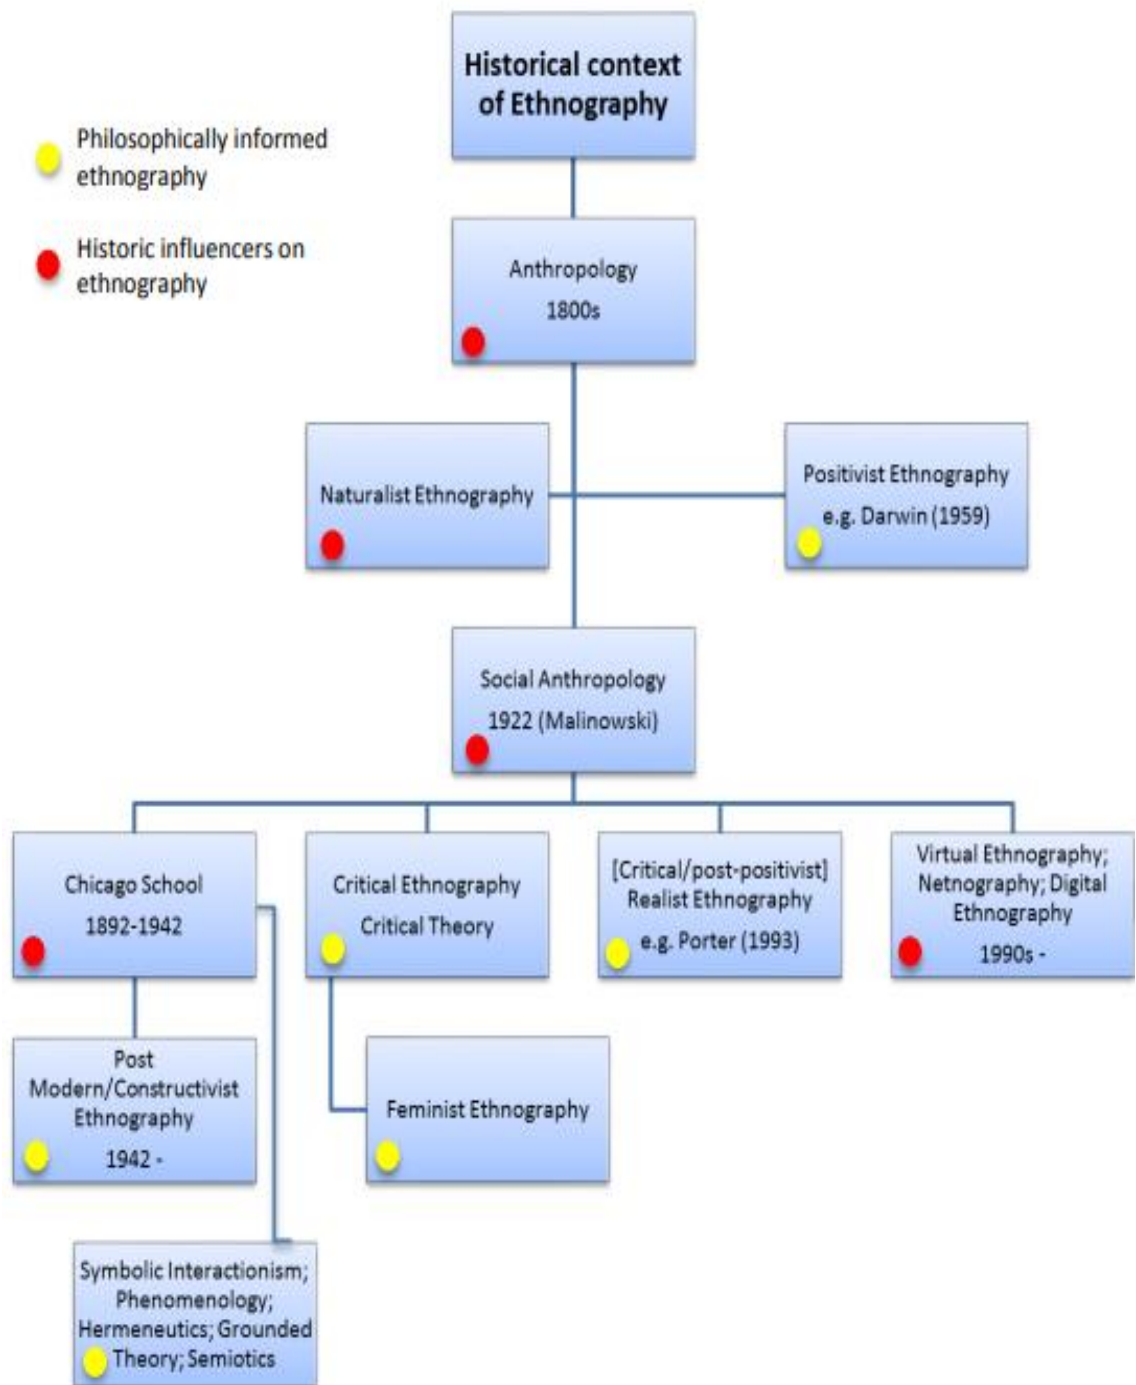 Historical context
of Ethnography
Philosophically informed
ethnography
Historic influencers on
ethnography
Anthropology
1800s
Naturalist Ethnography
Positivist Ethnography
e.g. Darwin (1959)
Social Anthropology
1922 (Malinowski)
Chicago School
1892-1942
Critical Ethnography
Critical Theory
[Critical/post-positivist]
Realist Ethnography
e.g. Porter (1993)
Virtual Ethnography;
Netnography; Digital
Ethnography
1990s -
Post
Modern/Constructivist
Ethnography
1942 -
Feminist Ethnography
Symbolic Interactionism;
Phenomenology;
Hermeneutics; Grounded
Theory; Semiotics